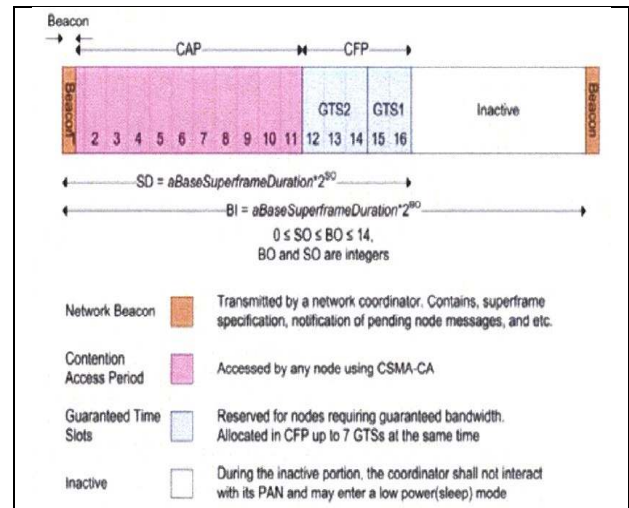 Beacon
CAP
CFP
Beacon
GTS2
GTS1
Inactive
Beacon
1 2 3 4 5 6 7 8 9 10 11 12 13 14 15 16
SD = aBaseSuperframeDuration*2^SO
BI = aBaseSuperframeDuration*2^BO
0 ≤ SO ≤ BO ≤ 14,
BO and SO are integers
Network Beacon
Transmitted by a network coordinator. Contains, superframe
specification, notification of pending node messages, and etc.
Contention
Access Period
Accessed by any node using CSMA-CA
Guaranteed Time
Slots
Reserved for nodes requiring guaranteed bandwidth.
Allocated in CFP up to 7 GTSs at the same time
Inactive
During the inactive portion, the coordinator shall not interact
with its PAN and may enter a low power(sleep) mode